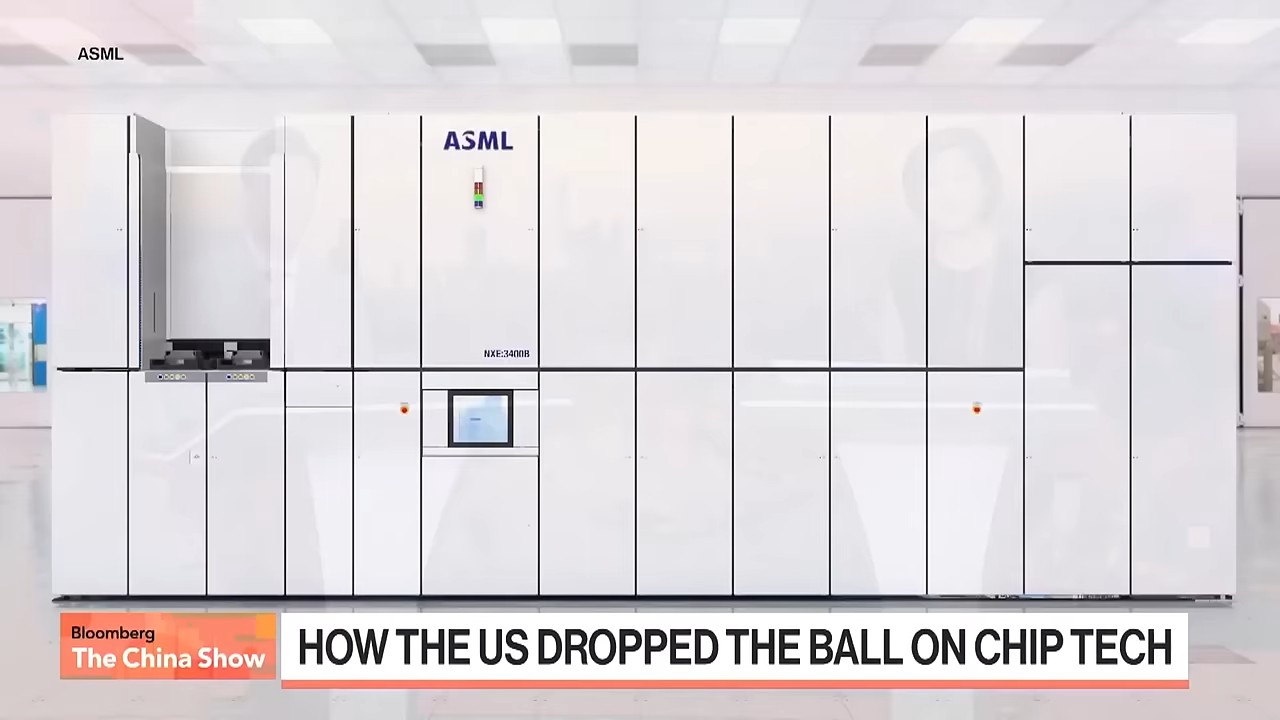 ASML
ASML
NXE:3400B
Bloomberg
The China Show
HOW THE US DROPPED THE BALL ON CHIP TECH